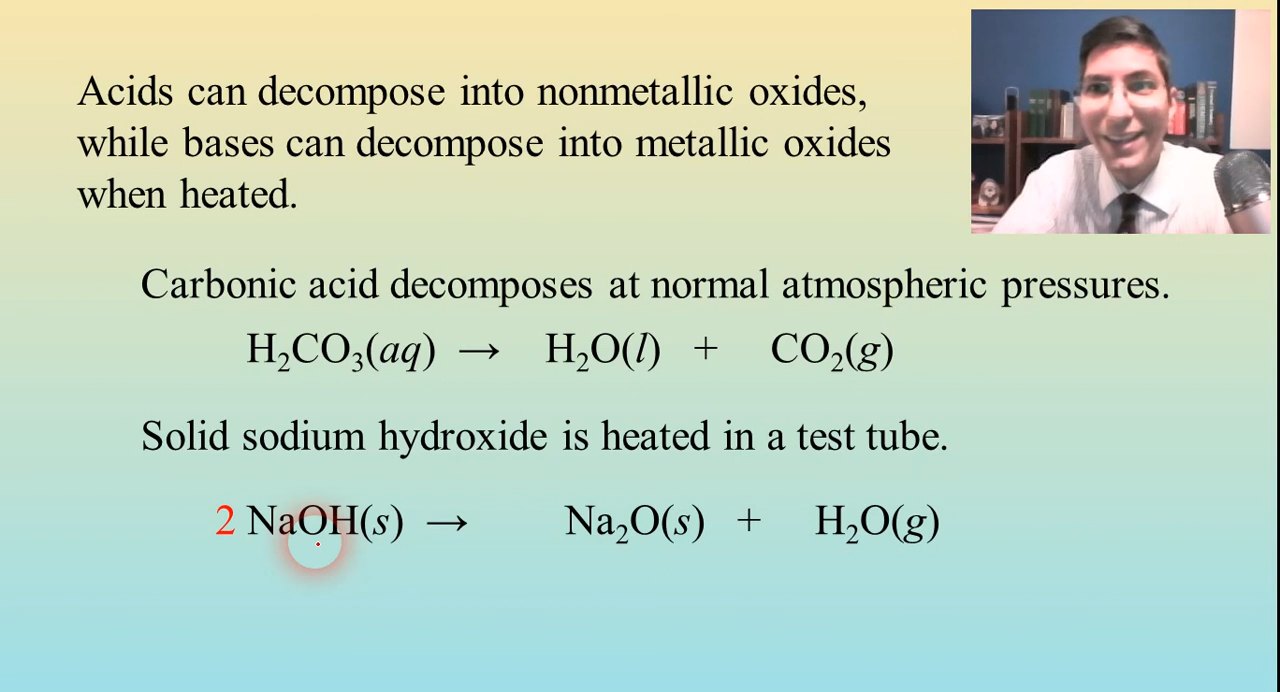 Acids can decompose into nonmetallic oxides,
while bases can decompose into metallic oxides
when heated.
Carbonic acid decomposes at normal atmospheric pressures.
H₂CO₃(aq) → H₂O(l) + CO₂(g)
Solid sodium hydroxide is heated in a test tube.
2 NaOH(s) → Na₂O(s) + H₂O(g)